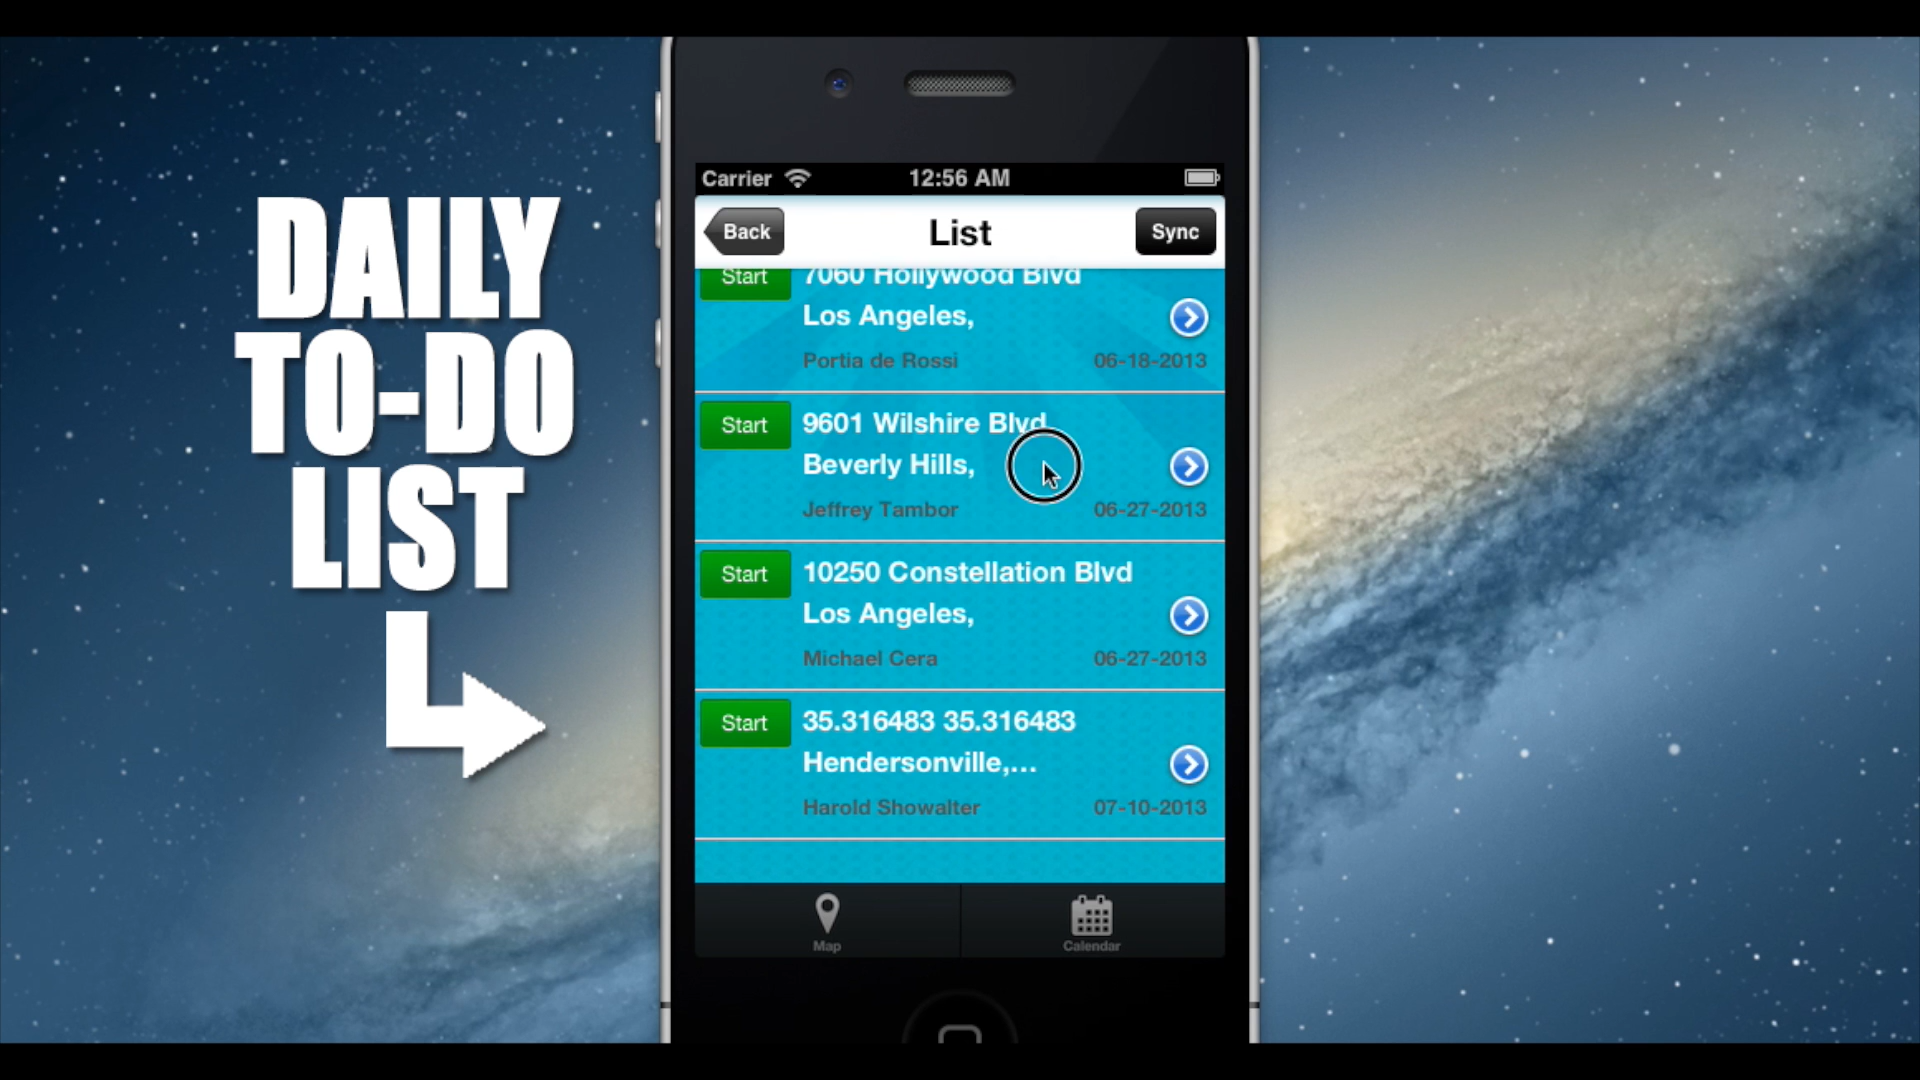 DAILY
TO-DO
LIST
Carrier 12:56 AM
Back List Sync
Start 7060 Hollywood Blvd
Los Angeles,
Portia de Rossi 06-18-2013
Start 9601 Wilshire Blvd
Beverly Hills,
Jeffrey Tambor 06-27-2013
Start 10250 Constellation Blvd
Los Angeles,
Michael Cera 06-27-2013
Start 35.316483 35.316483
Hendersonville,...
Harold Showalter 07-10-2013
Map Calendar